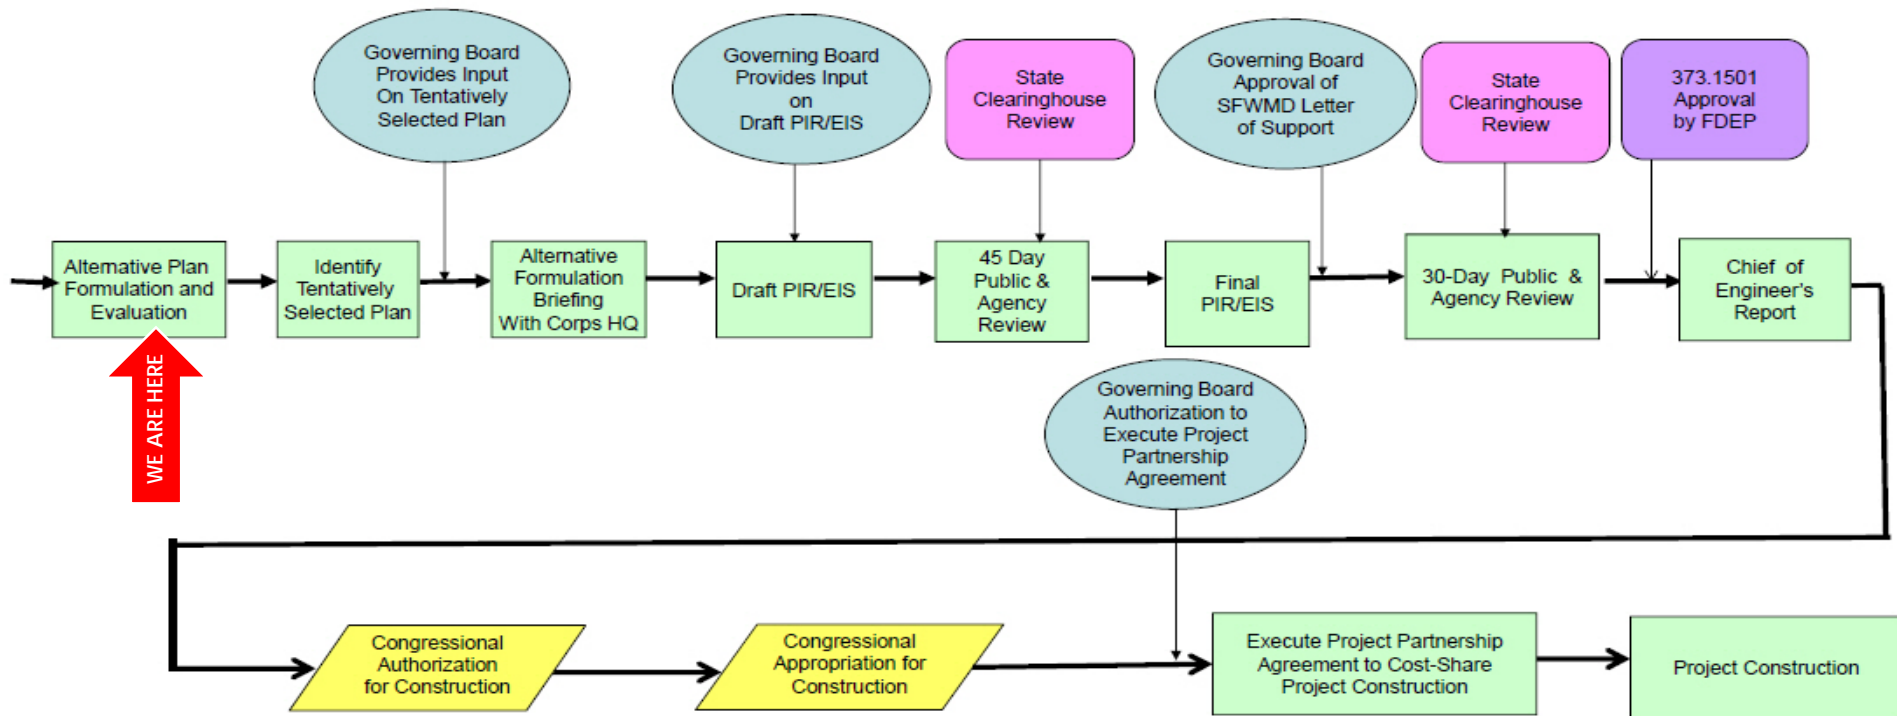 Governing Board
Provides Input
On Tentatively
Selected Plan
Governing Board
Provides Input
on
Draft PIR/EIS
State
Clearinghouse
Review
Governing Board
Approval of
SFWMD Letter
of Support
State
Clearinghouse
Review
373.1501
Approval
by FDEP
Alternative Plan
Formulation and
Evaluation
Identify
Tentatively
Selected Plan
Alternative
Formulation
Briefing
With Corps HQ
Draft PIR/EIS
45 Day
Public &
Agency
Review
Final
PIR/EIS
30-Day Public &
Agency Review
Chief of
Engineer's
Report
WE ARE HERE
Governing Board
Authorization to
Execute Project
Partnership
Agreement
Congressional
Authorization
for Construction
Congressional
Appropriation for
Construction
Execute Project Partnership
Agreement to Cost-Share
Project Construction
Project Construction